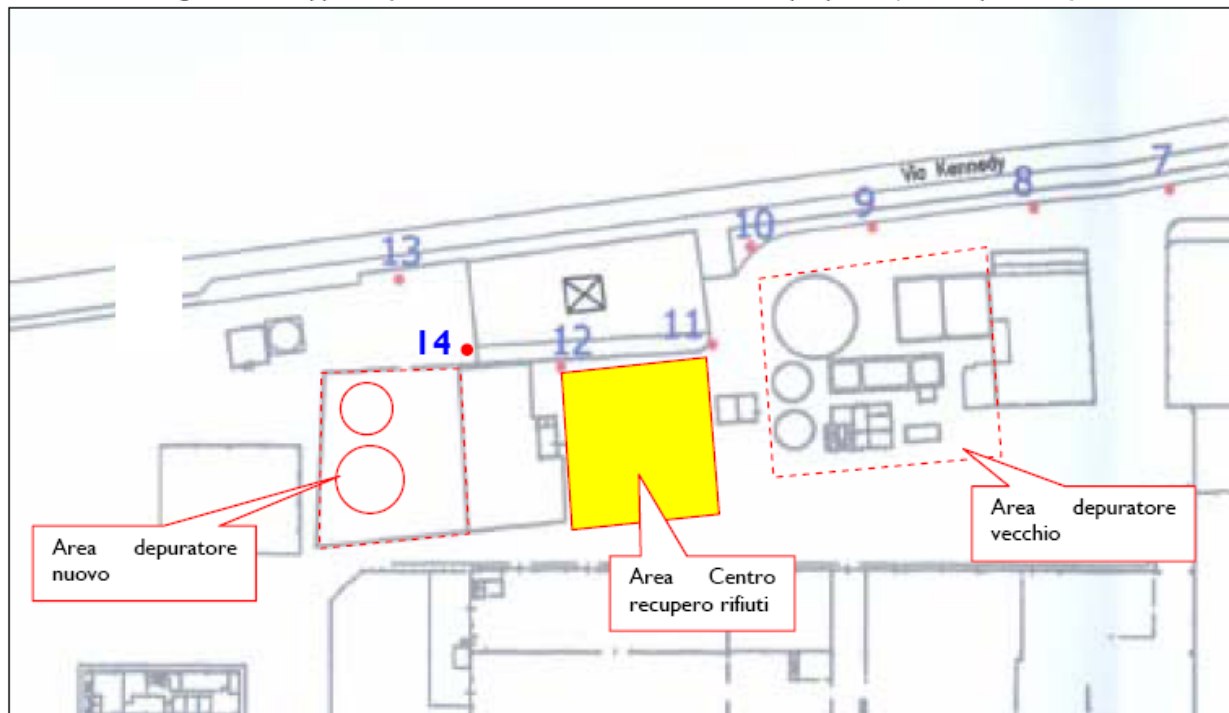 Via Kennedy
7
8
9
10
13
11
12
14
Area depuratore
nuovo
Area Centro
recupero rifiuti
Area depuratore
vecchio